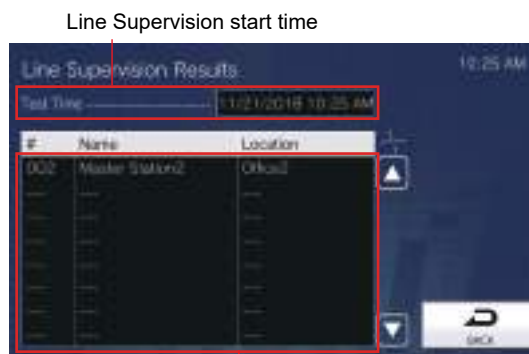 Line Supervision start time
Line Supervision Results
10:25 AM
Test Time 11/21/2018 10:25 AM
# Name Location
002 Master Station2 Office2
BACK